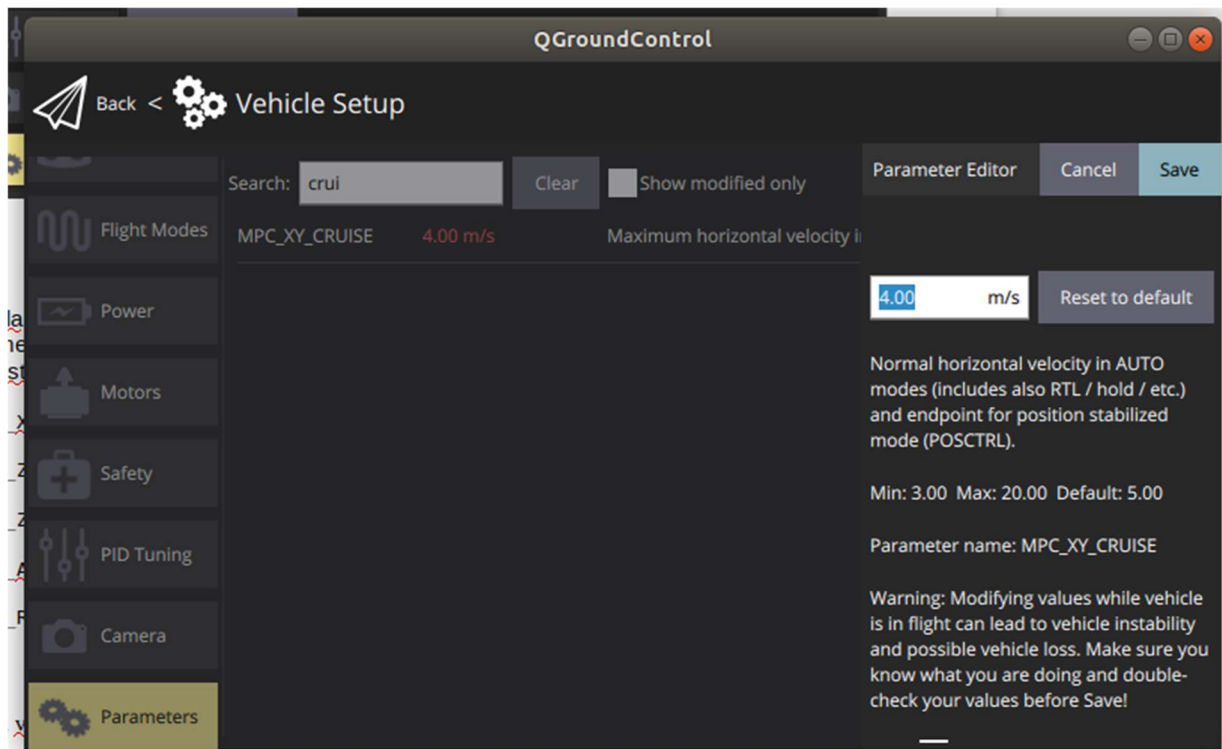 QGroundControl
Back < Vehicle Setup
Search: crui Clear Show modified only
Parameter Editor Cancel Save
Flight Modes
MPC_XY_CRUISE 4.00 m/s Maximum horizontal velocity
4.00 m/s Reset to default
Power
Normal horizontal velocity in AUTO
modes (includes also RTL / hold / etc.)
and endpoint for position stabilized
mode (POSCTRL).
Motors
Safety
Min: 3.00 Max: 20.00 Default: 5.00
PID Tuning
Parameter name: MPC_XY_CRUISE
Camera
Warning: Modifying values while vehicle
is in flight can lead to vehicle instability
and possible vehicle loss. Make sure you
know what you are doing and double-
check your values before Save!
Parameters